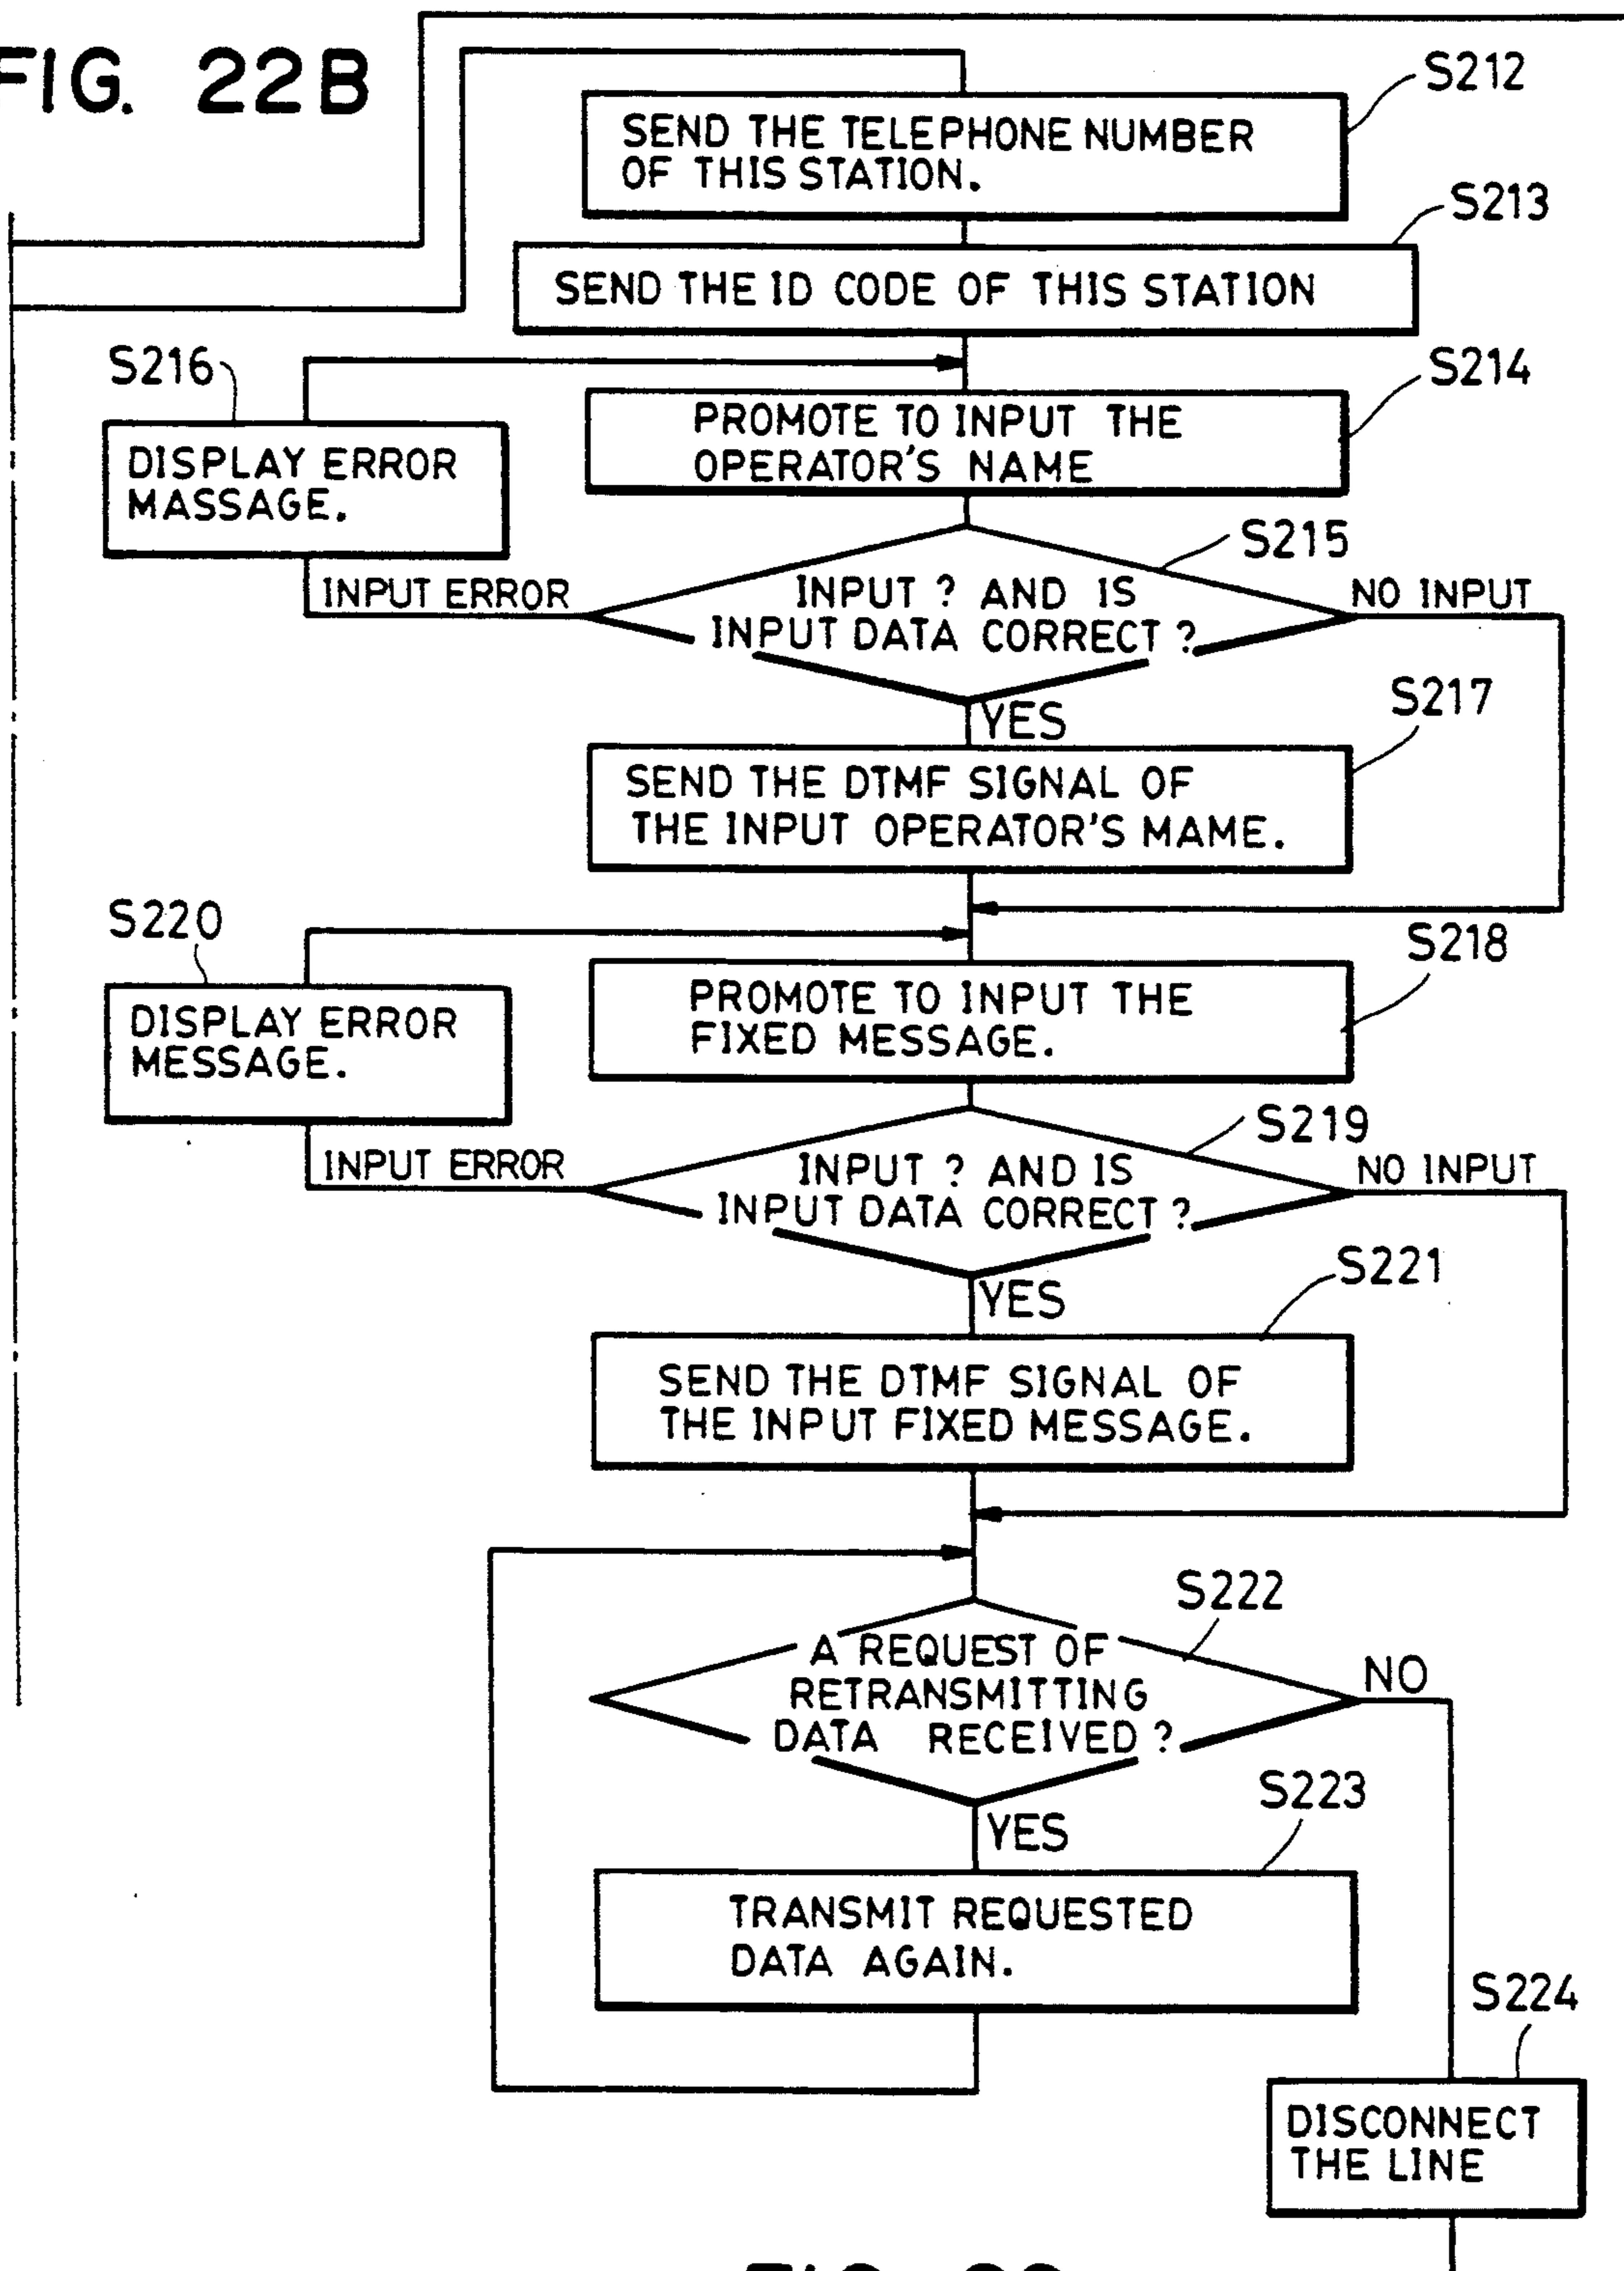 FIG. 22B
S212
SEND THE TELEPHONE NUMBER
OF THIS STATION.
S213
SEND THE ID CODE OF THIS STATION
S216
S214
PROMOTE TO INPUT THE
OPERATOR'S NAME
DISPLAY ERROR
MASSAGE.
S215
INPUT ERROR
INPUT ? AND IS
INPUT DATA CORRECT ?
NO INPUT
YES
S217
SEND THE DTMF SIGNAL OF
THE INPUT OPERATOR'S MAME.
S220
S218
PROMOTE TO INPUT THE
FIXED MESSAGE.
DISPLAY ERROR
MESSAGE.
S219
INPUT ERROR
INPUT ? AND IS
INPUT DATA CORRECT ?
NO INPUT
YES
S221
SEND THE DTMF SIGNAL OF
THE INPUT FIXED MESSAGE.
S222
A REQUEST OF
RETRANSMITTING
DATA RECEIVED ?
NO
YES
S223
TRANSMIT REQUESTED
DATA AGAIN.
S224
DISCONNECT
THE LINE